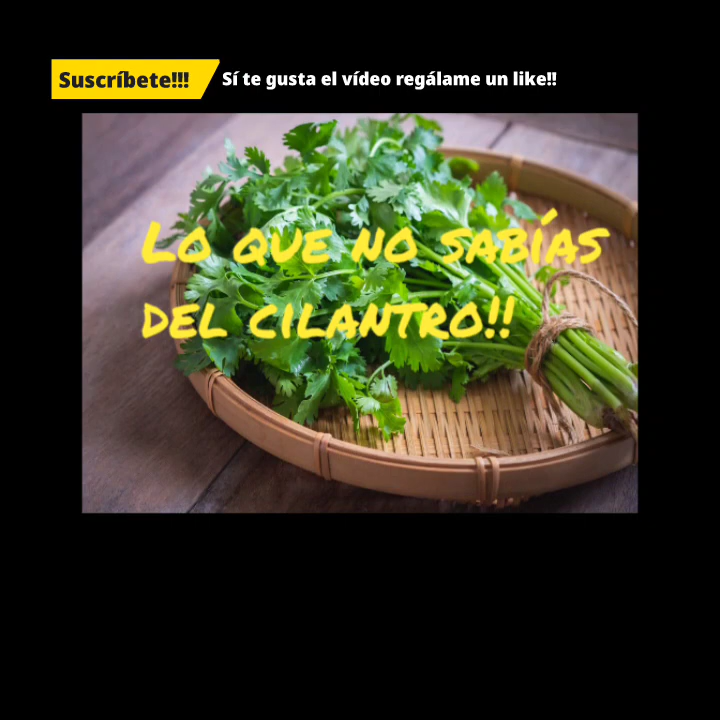 Suscríbete!!! Sí te gusta el vídeo regálame un like!!
Lo que no sabías
del cilantro!!